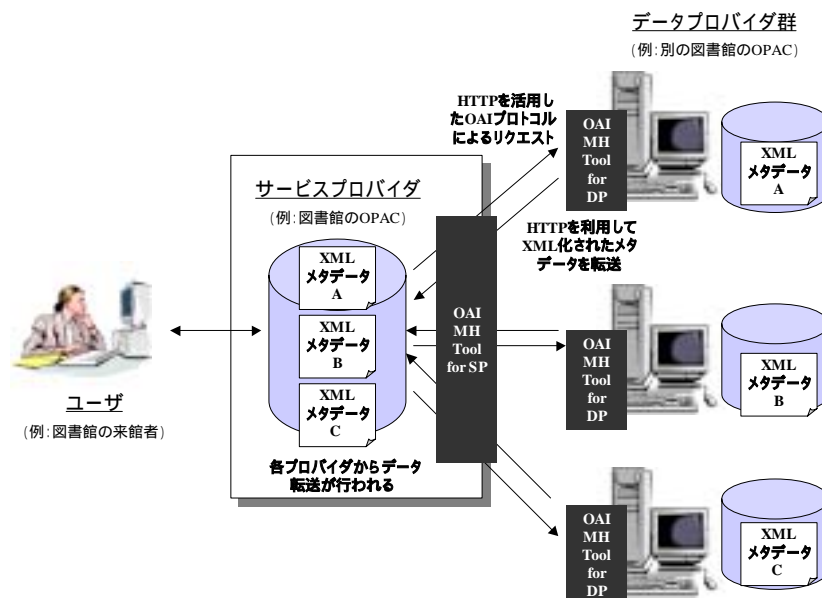 データプロバイダ群
(例:別の図書館のOPAC)
HTTPを活用し
たOAIプロトコル
によるリクエスト
OAI
MH
Tool
for
DP
XML
メタデータ
A
サービスプロバイダ
(例:図書館のOPAC)
XML
メタデータ
A
XML
メタデータ
B
XML
メタデータ
C
各プロバイダからデータ
転送が行われる
OAI
MH
Tool
for SP
HTTPを利用して
XML化されたメタ
データを転送
OAI
MH
Tool
for
DP
XML
メタデータ
B
ユーザ
(例:図書館の来館者)
OAI
MH
Tool
for
DP
XML
メタデータ
C